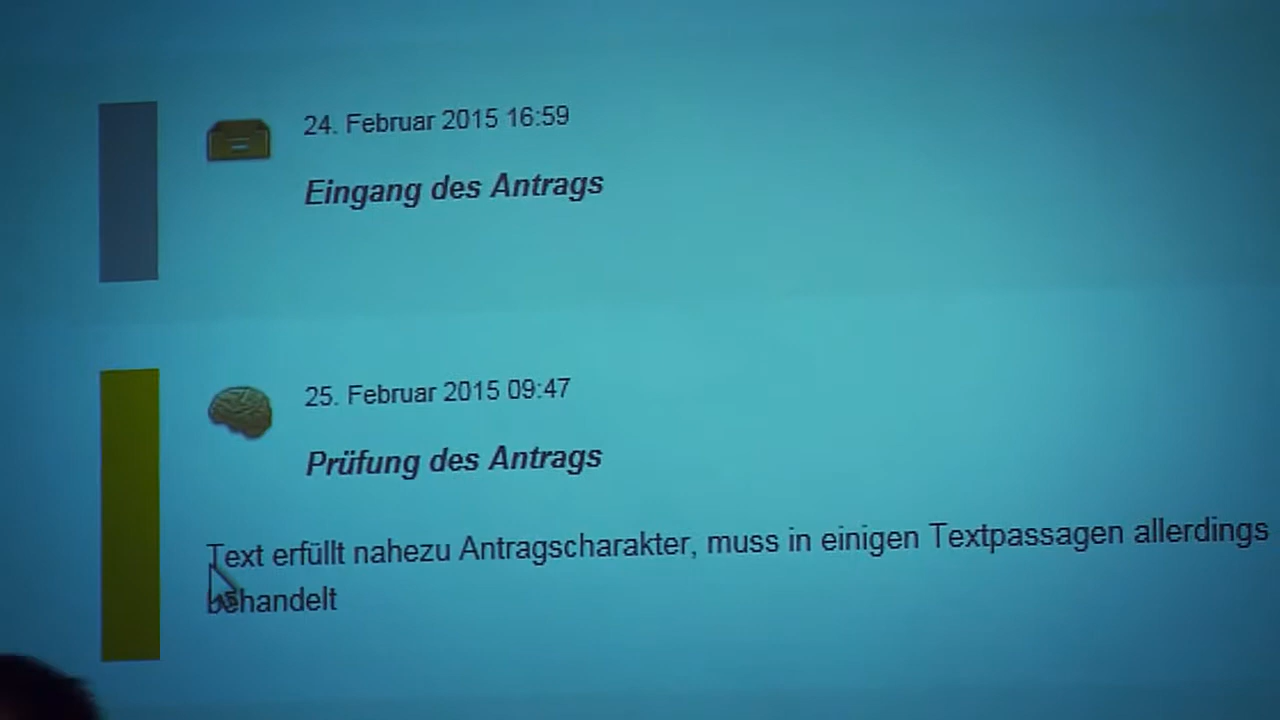 24. Februar 2015 16:59
Eingang des Antrags
25. Februar 2015 09:47
Prüfung des Antrags
Text erfüllt nahezu Antragscharakter, muss in einigen Textpassagen allerdings
behandelt